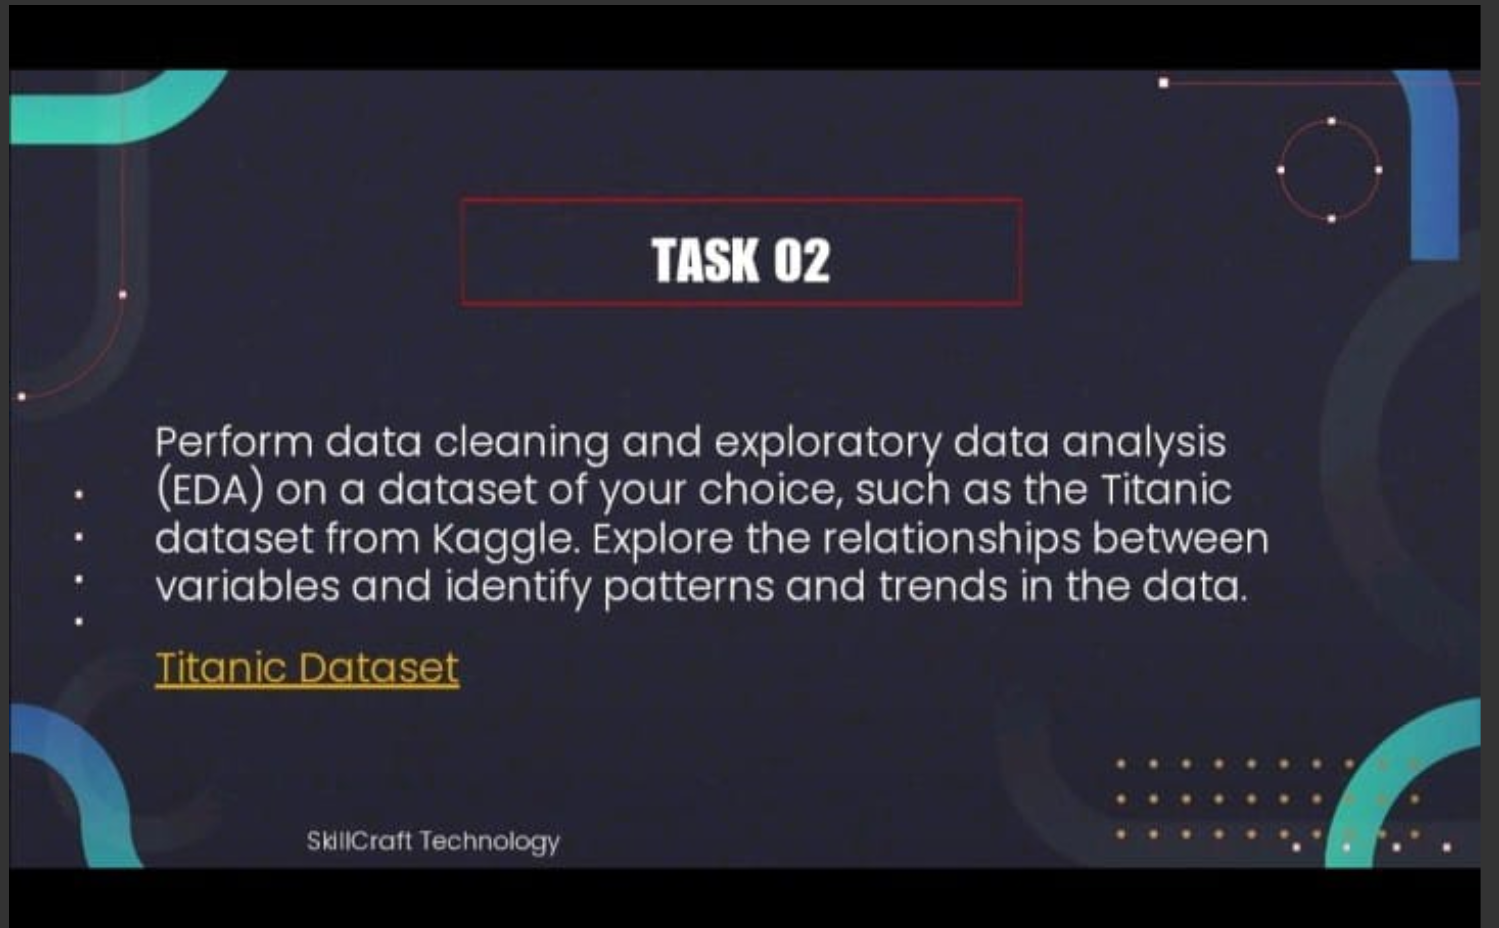 TASK 02
Perform data cleaning and exploratory data analysis
(EDA) on a dataset of your choice, such as the Titanic
dataset from Kaggle. Explore the relationships between
variables and identify patterns and trends in the data.
Titanic Dataset
SkillCraft Technology